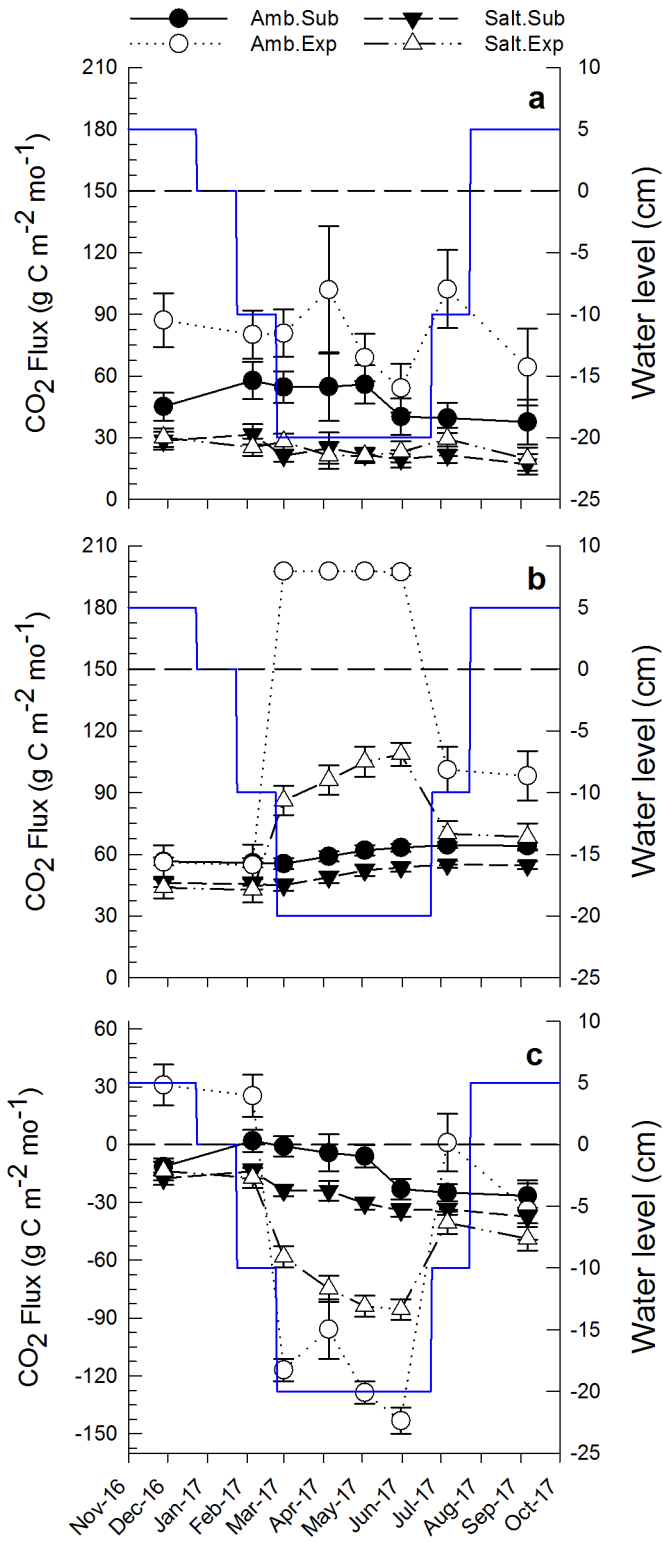 Amb.Sub Salt.Sub
Amb.Exp Salt.Exp
210 10
a
180 5
150 0
120 -5
90 -10
60 -15
30 -20
0 -25
CO2 Flux (g C m-2 mo-1)
Water level (cm)
210 10
b
180 5
150 0
120 -5
90 -10
60 -15
30 -20
0 -25
CO2 Flux (g C m-2 mo-1)
Water level (cm)
10
60
c
30 5
0 0
-30 -5
-60 -10
-90 -15
-120 -20
-150
-25
CO2 Flux (g C m-2 mo-1)
Water level (cm)
Nov-16 Dec-16 Jan-17 Feb-17 Mar-17 Apr-17 May-17 Jun-17 Jul-17 Aug-17 Sep-17 Oct-17